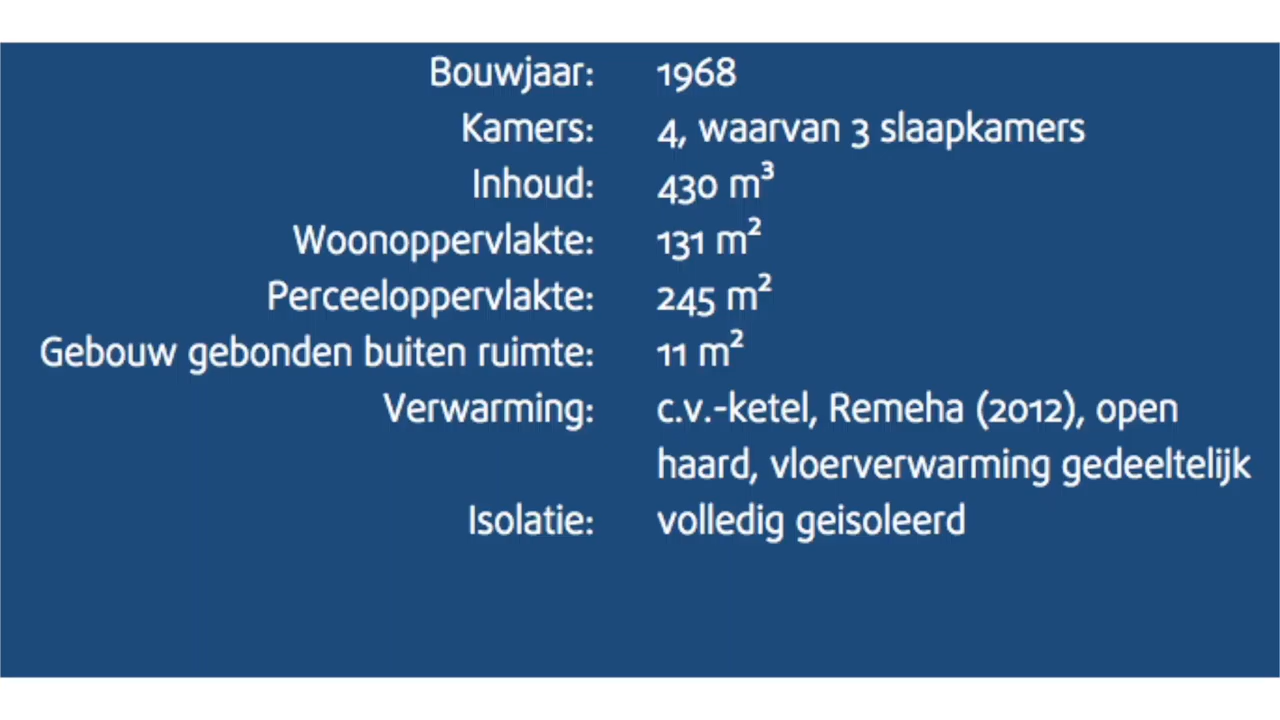 Bouwjaar: 1968
Kamers: 4, waarvan 3 slaapkamers
Inhoud: 430 m³
Woonoppervlakte: 131 m²
Perceeloppervlakte: 245 m²
Gebouw gebonden buiten ruimte: 11 m²
Verwarming: c.v.-ketel, Remeha (2012), open
haard, vloerverwarming gedeeltelijk
Isolatie: volledig geisoleerd